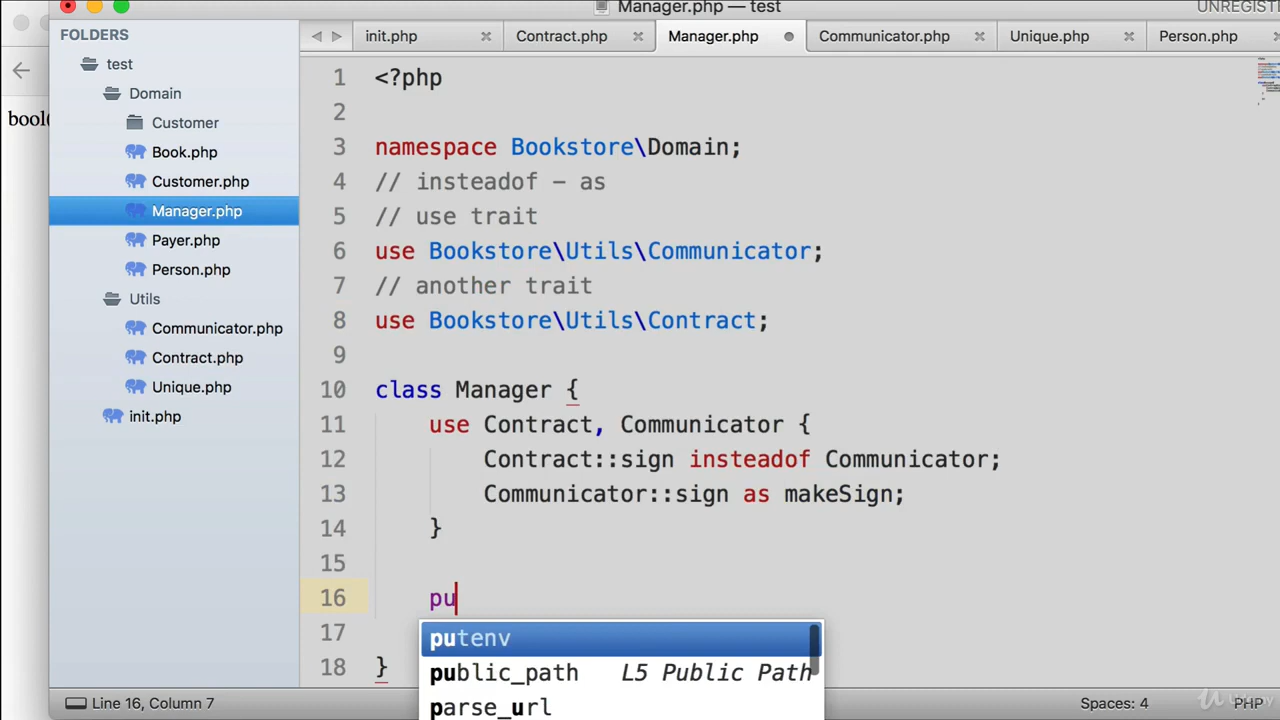 Manager.php — test
UNREGIST
FOLDERS
test
Domain
Customer
Book.php
Customer.php
Manager.php
Payer.php
Person.php
Utils
Communicator.php
Contract.php
Unique.php
init.php
bool(
init.php
Contract.php
Manager.php
Communicator.php
Unique.php
Person.php
1 <?php
2
3 namespace Bookstore\Domain;
4 // insteadof - as
5 // use trait
6 use Bookstore\Utils\Communicator;
7 // another trait
8 use Bookstore\Utils\Contract;
9
10 class Manager {
11 use Contract, Communicator {
12 Contract::sign insteadof Communicator;
13 Communicator::sign as makeSign;
14 }
15
16 pu
17
18 }
putenv
public_path L5 Public Path
parse_url
Line 16, Column 7
Spaces: 4
PHP